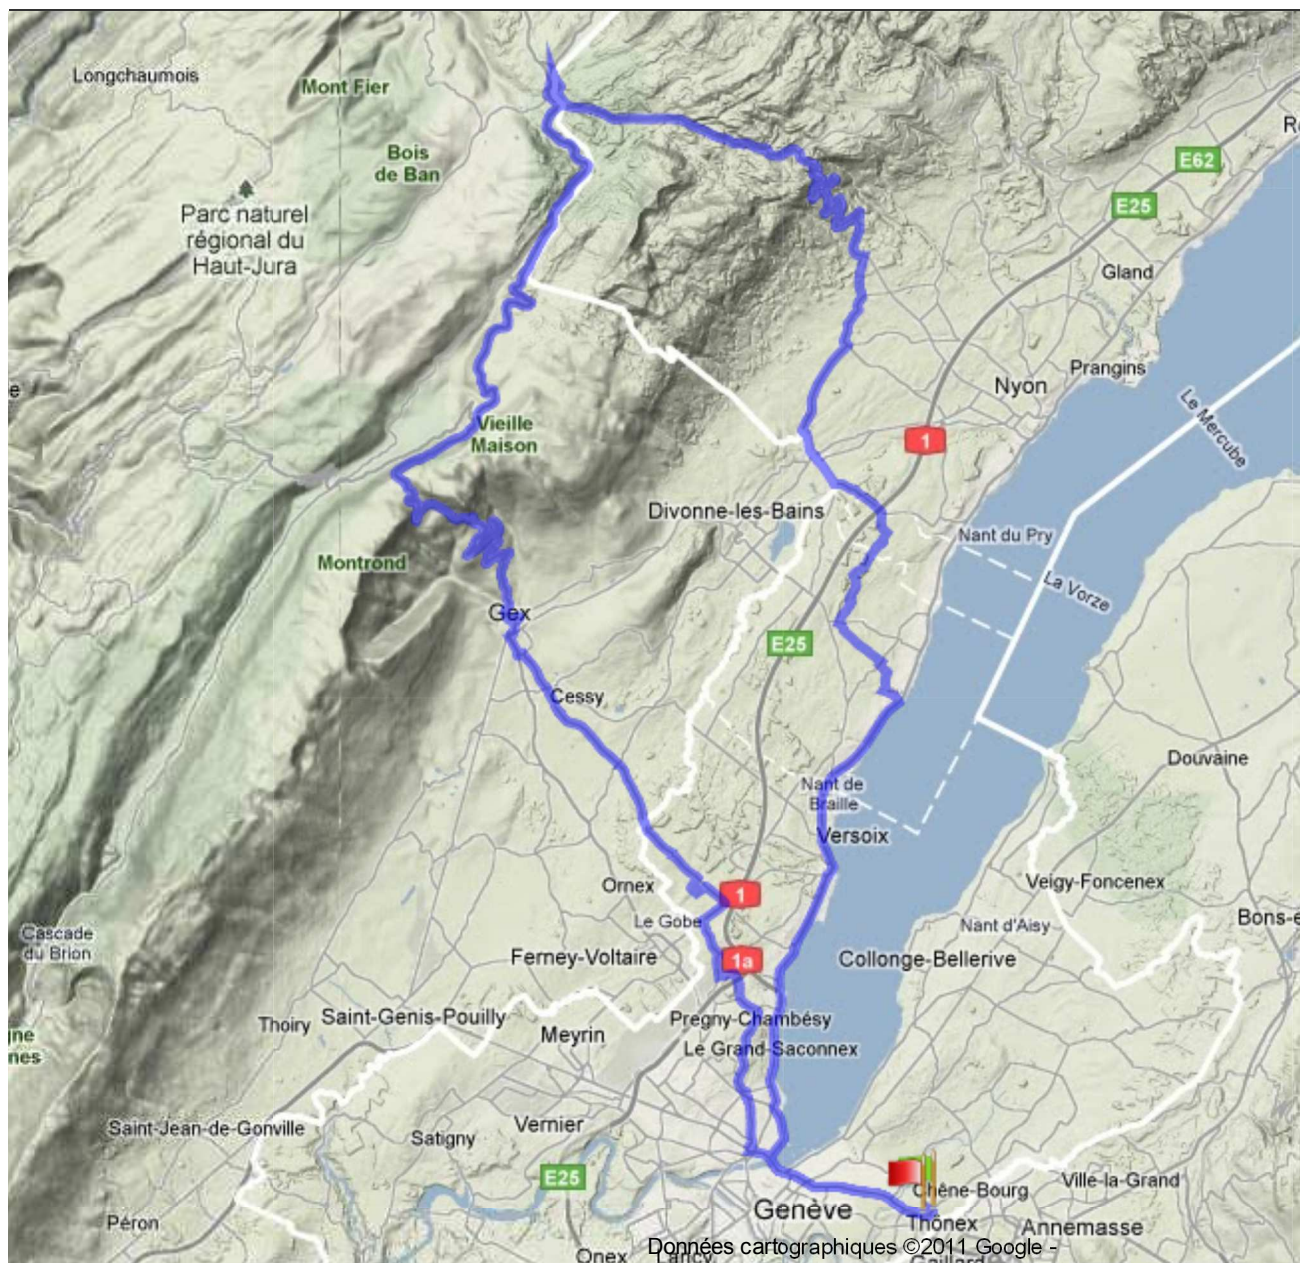 Longchaumois
Mont Fier
Bois
de Ban
E62
E25
Parc naturel
régional du
Haut-Jura
Gland
Prangins
Nyon
Le Mercube
1
Vieille
Maison
Divonne-les-Bains
Nant du Pry
Montrond
La Vorze
Gex
E25
Cessy
Douvaine
Nant de
Braille
Versoix
Ornex
1
Veigy-Foncenex
Le Gobe
Nant d'Aisy
Cascade
du Brion
Ferney-Voltaire
1a
Collonge-Bellerive
Thoiry
Saint-Genis-Pouilly
Meyrin
Pregny-Chambésy
Le Grand-Saconnex
Saint-Jean-de-Gonville
Satigny
Vernier
E25
Chêne-Bourg
Ville-la-Grand
Péron
Genève
Thônex
Annemasse
Onex
Lancy
Données cartographiques ©2011 Google -
Gaillard